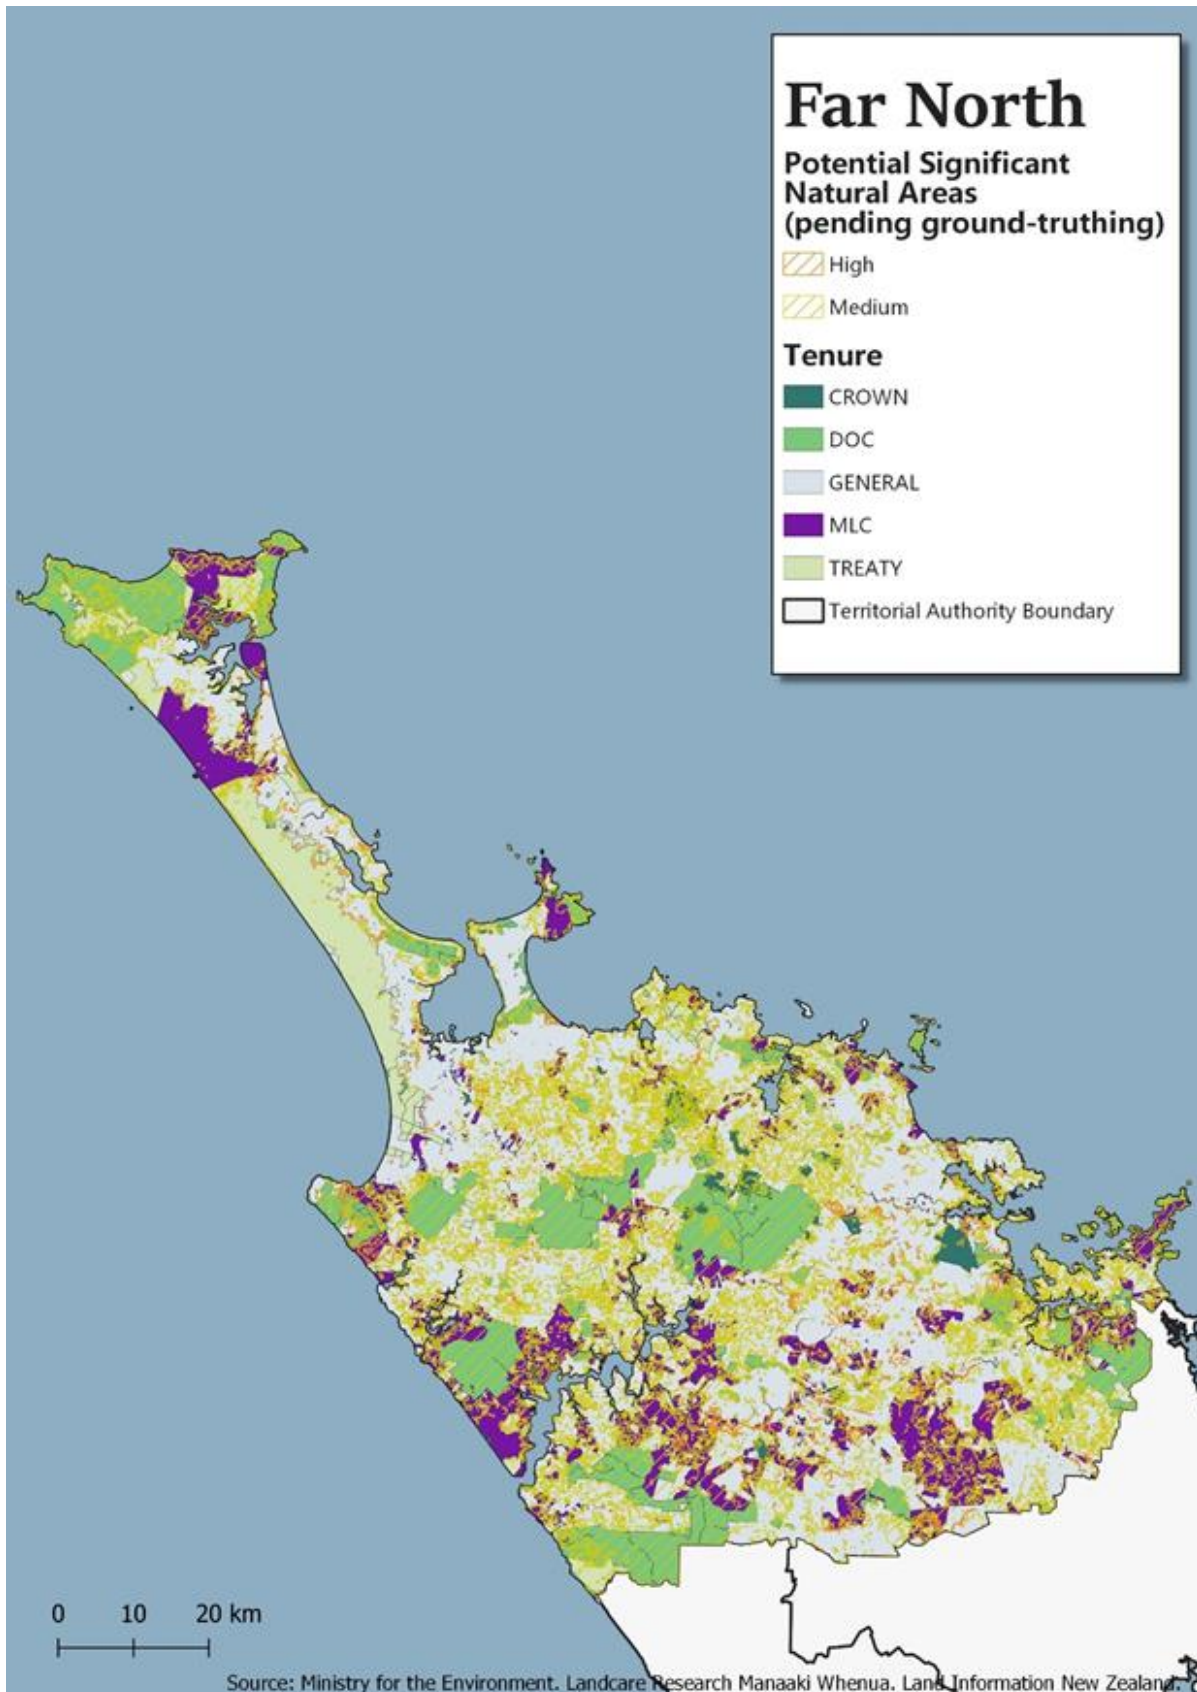 Far North
Potential Significant
Natural Areas
(pending ground-truthing)
High
Medium
Tenure
CROWN
DOC
GENERAL
MLC
TREATY
Territorial Authority Boundary
0 10 20 km
Source: Ministry for the Environment. Landcare Research Manaaki Whenua. Land Information New Zealand.